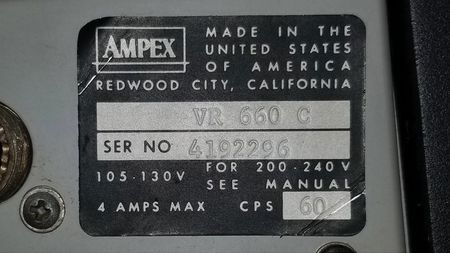 AMPEX
MADE IN THE
UNITED STATES
OF AMERICA
REDWOOD CITY, CALIFORNIA
VR 660 C
SER NO 4192296
105-130V FOR 200-240V
SEE MANUAL
4 AMPS MAX CPS 60